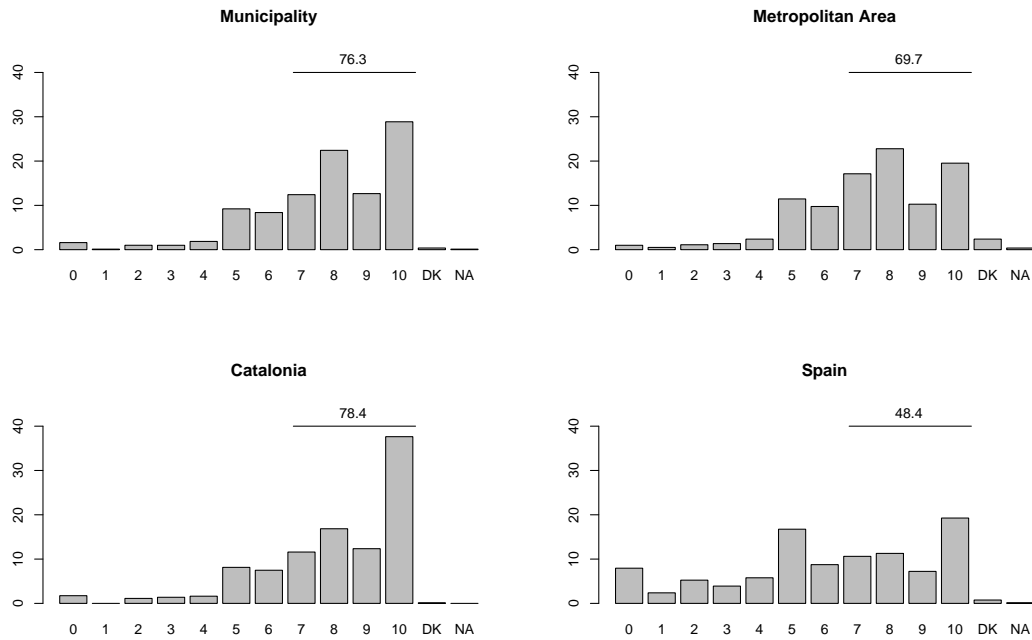 Municipality
76.3
0 10 20 30 40
0 1 2 3 4 5 6 7 8 9 10 DK NA
Metropolitan Area
69.7
0 10 20 30 40
0 1 2 3 4 5 6 7 8 9 10 DK NA
Catalonia
78.4
0 10 20 30 40
0 1 2 3 4 5 6 7 8 9 10 DK NA
Spain
48.4
0 10 20 30 40
0 1 2 3 4 5 6 7 8 9 10 DK NA